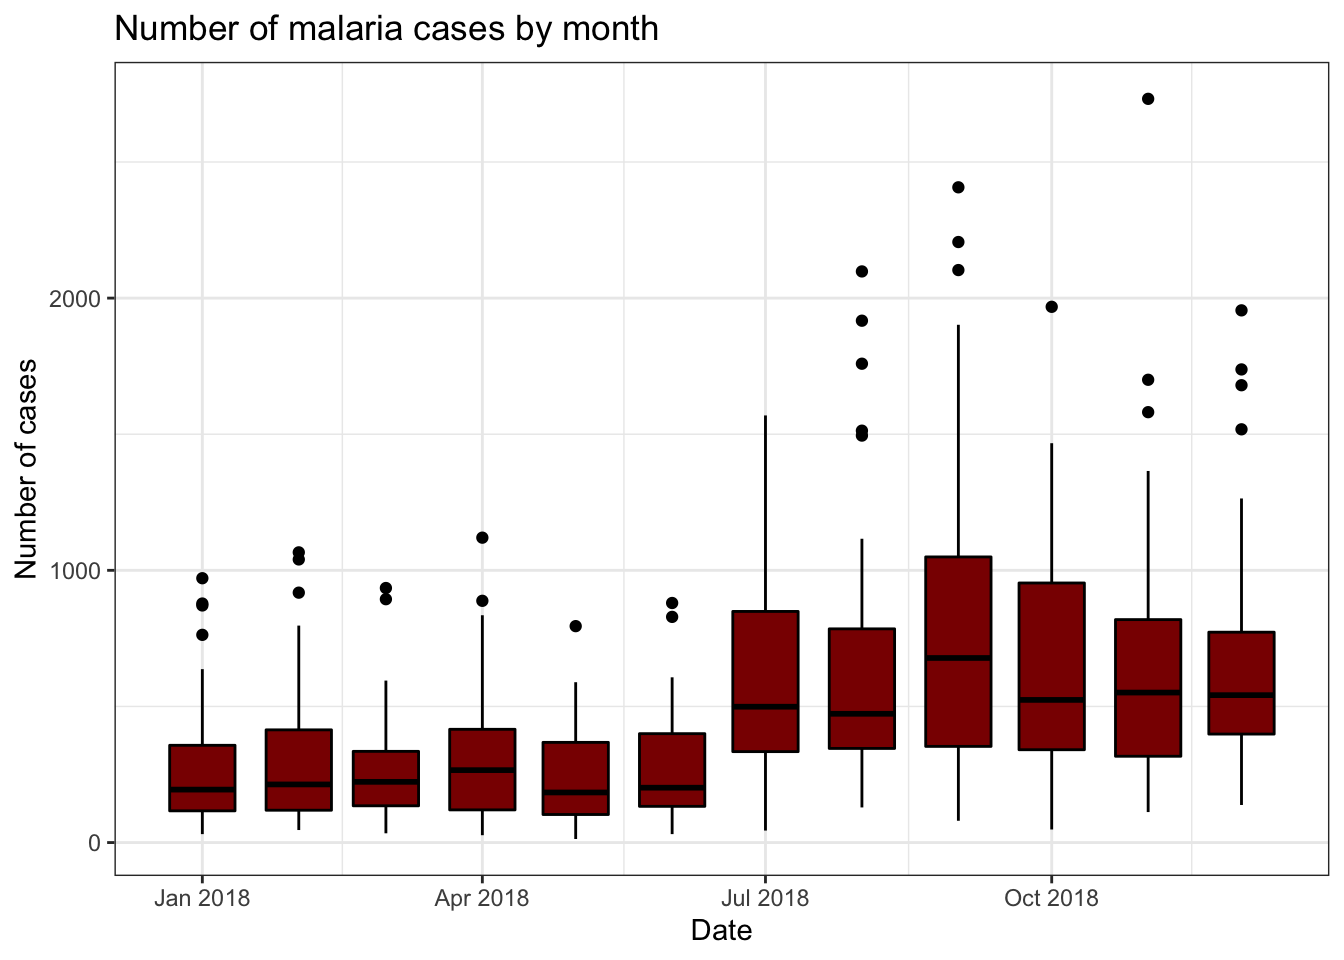 Number of malaria cases by month
Number of cases
2000
1000
0
Jan 2018 Apr 2018 Jul 2018 Oct 2018
Date